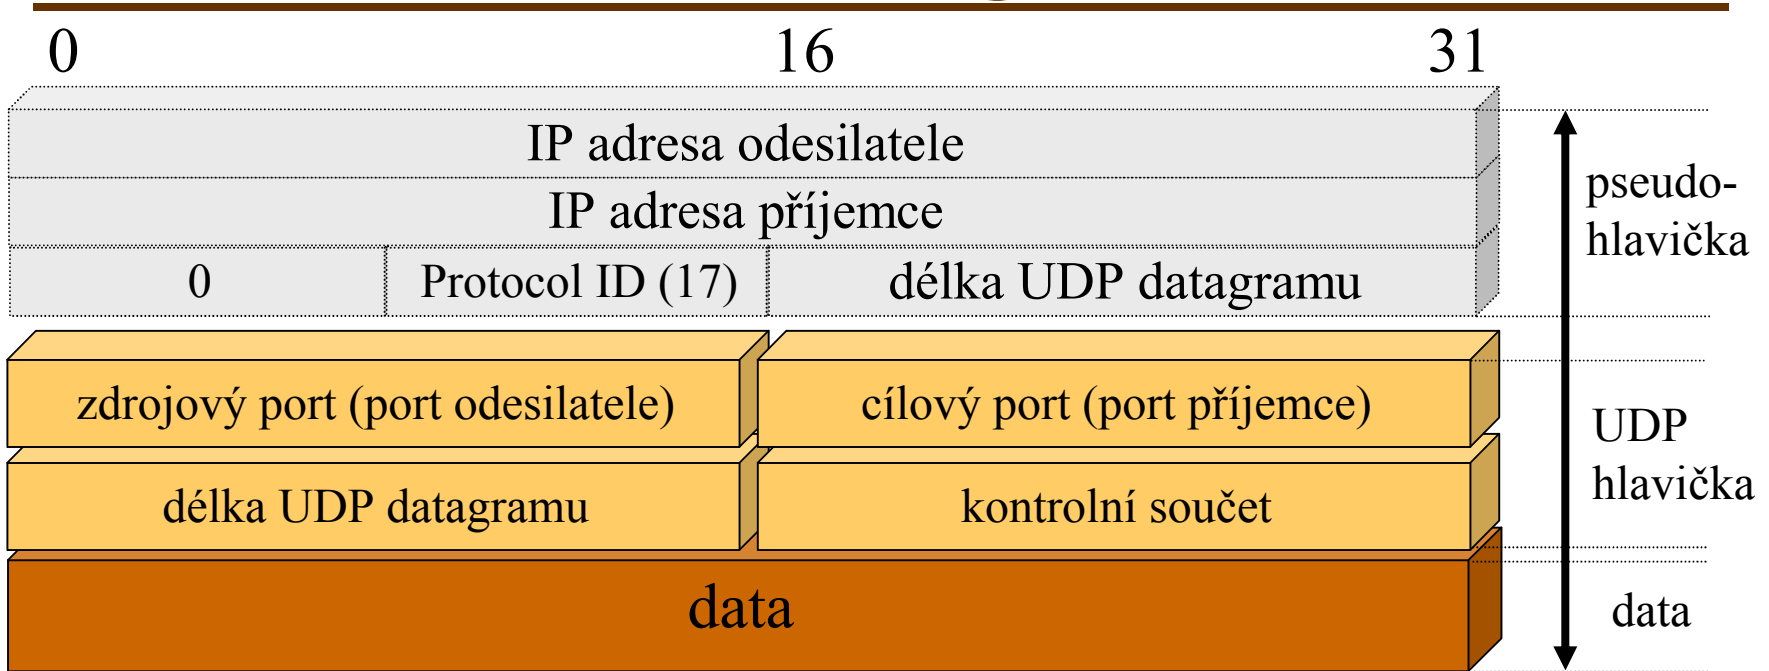 0 16 31
IP adresa odesilatele
IP adresa příjemce
0 Protocol ID (17) délka UDP datagramu
pseudo-
hlavička
zdrojový port (port odesilatele) cílový port (port příjemce)
délka UDP datagramu kontrolní součet
UDP
hlavička
data
data